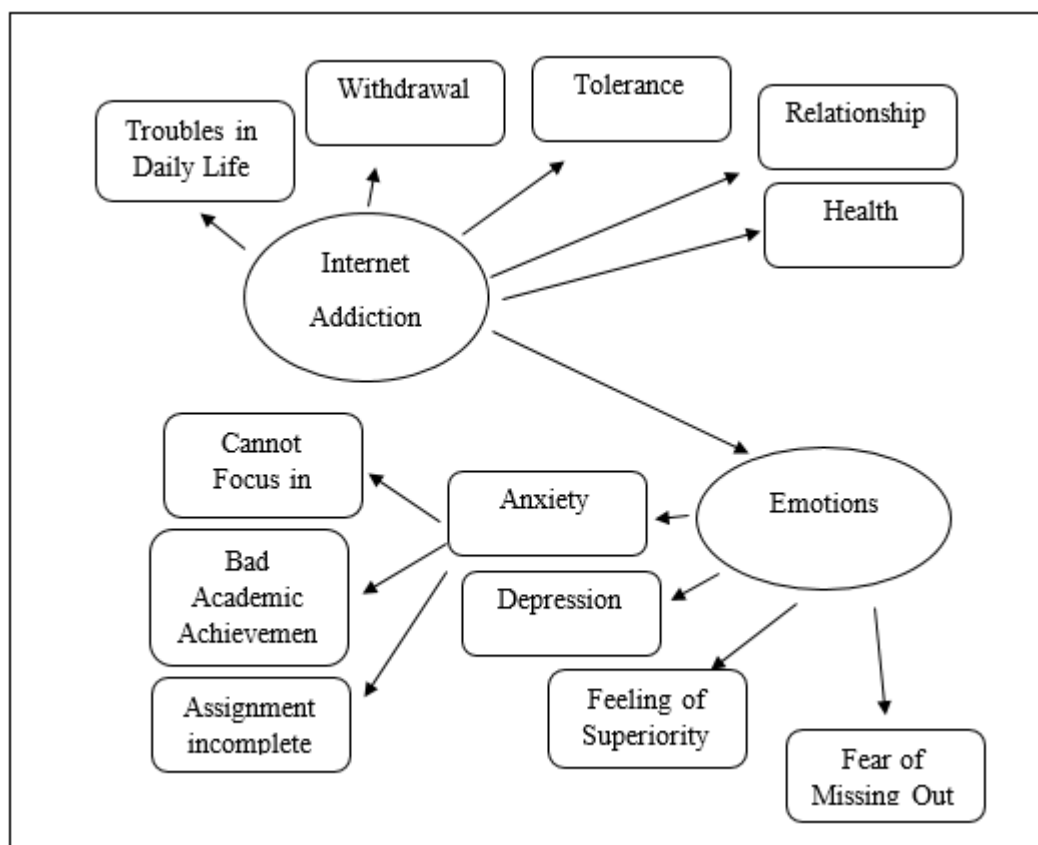 Withdrawal
Tolerance
Relationship
Troubles in
Daily Life
Health
Internet
Addiction
Cannot
Focus in
Anxiety
Emotions
Bad
Academic
Achievemen
Depression
Assignment
incomplete
Feeling of
Superiority
Fear of
Missing Out